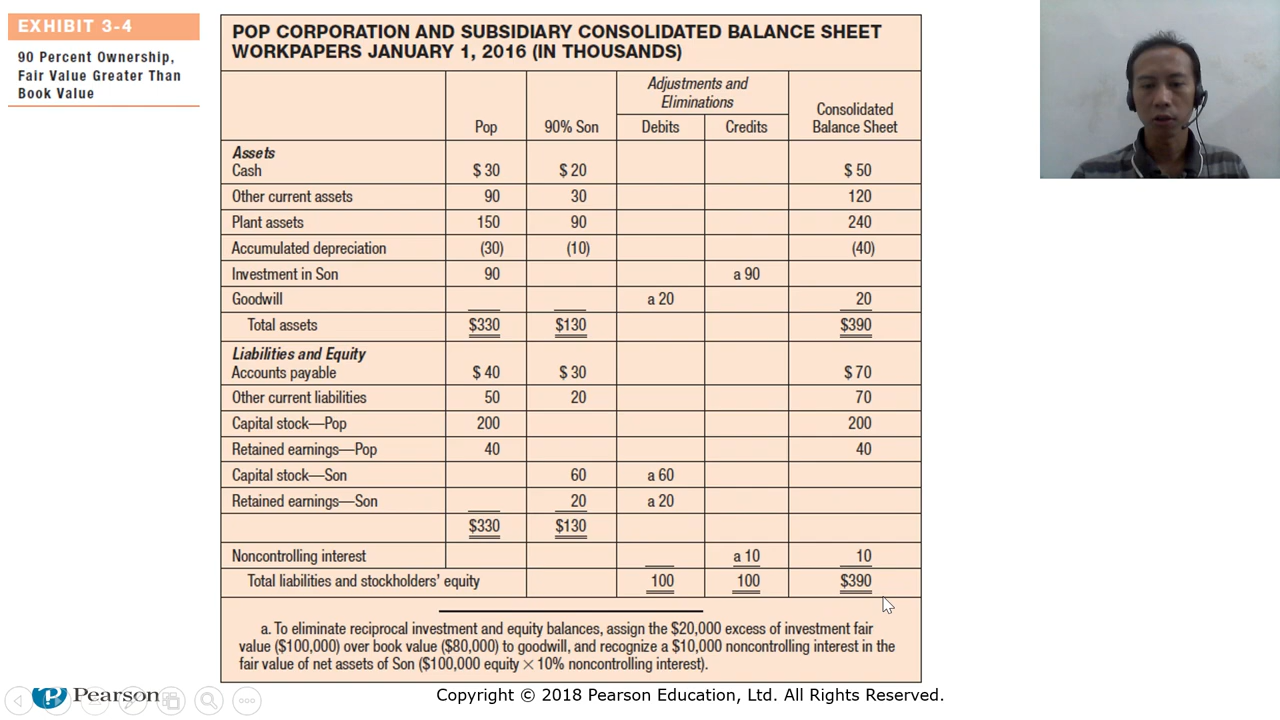 EXHIBIT 3-4
90 Percent Ownership,
Fair Value Greater Than
Book Value
POP CORPORATION AND SUBSIDIARY CONSOLIDATED BALANCE SHEET
WORKPAPERS JANUARY 1, 2016 (IN THOUSANDS)
Adjustments and
Eliminations
Pop 90% Son Debits Credits Consolidated
Balance Sheet
Assets
Cash $ 30 $ 20 $ 50
Other current assets 90 30 120
Plant assets 150 90 240
Accumulated depreciation (30) (10) (40)
Investment in Son 90 a 90
Goodwill a 20 20
Total assets $330 $130 $390
Liabilities and Equity
Accounts payable $ 40 $ 30 $ 70
Other current liabilities 50 20 70
Capital stock—Pop 200 200
Retained earnings—Pop 40 40
Capital stock—Son 60 a 60
Retained earnings—Son 20 a 20
$330 $130
Noncontrolling interest a 10 10
Total liabilities and stockholders' equity 100 100 $390
a. To eliminate reciprocal investment and equity balances, assign the $20,000 excess of investment fair
value ($100,000) over book value ($80,000) to goodwill, and recognize a $10,000 noncontrolling interest in the
fair value of net assets of Son ($100,000 equity × 10% noncontrolling interest).
Pearson
Copyright © 2018 Pearson Education, Ltd. All Rights Reserved.